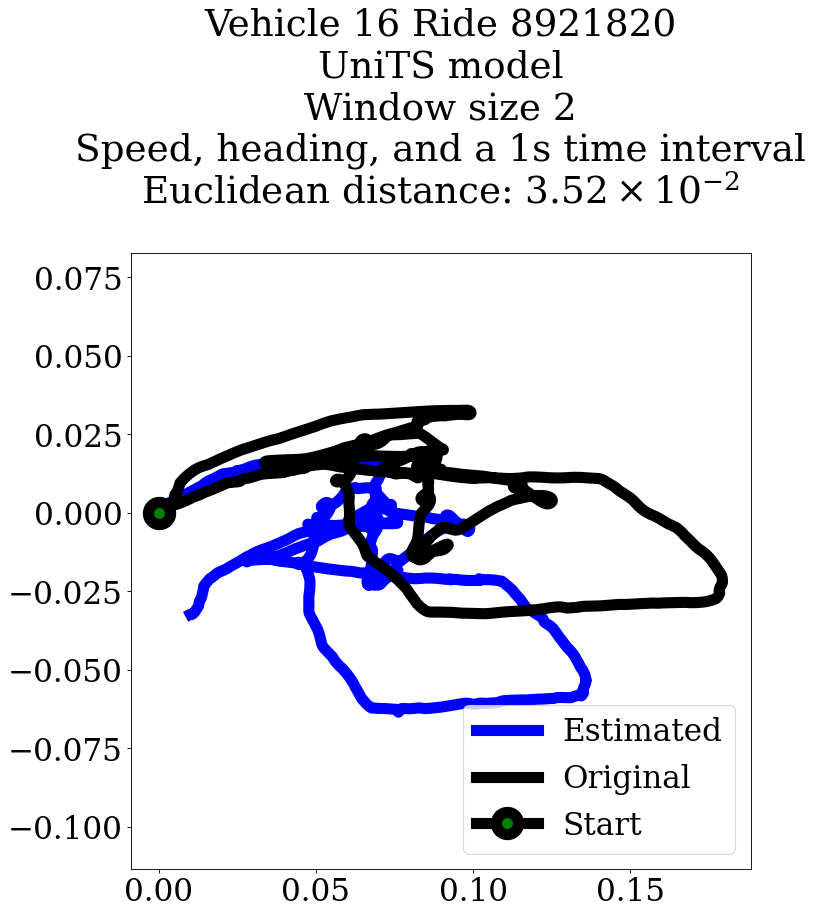 Vehicle 16 Ride 8921820
UniTS model
Window size 2
Speed, heading, and a 1s time interval
Euclidean distance: 3.52 × 10⁻²
0.075
0.050
0.025
0.000
−0.025
−0.050
−0.075
−0.100
Estimated
Original
Start
0.00 0.05 0.10 0.15